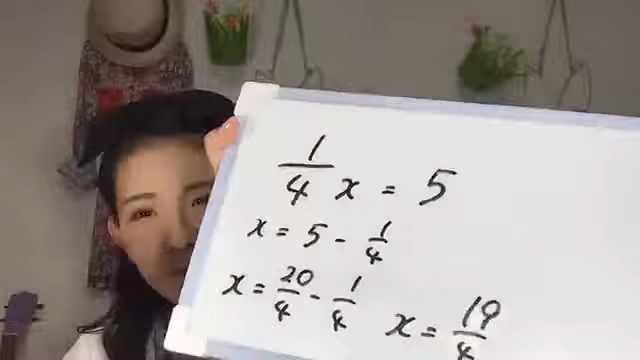 1/4 x = 5
x = 5 - 1/4
x = 20/4 - 1/4
x = 19/4